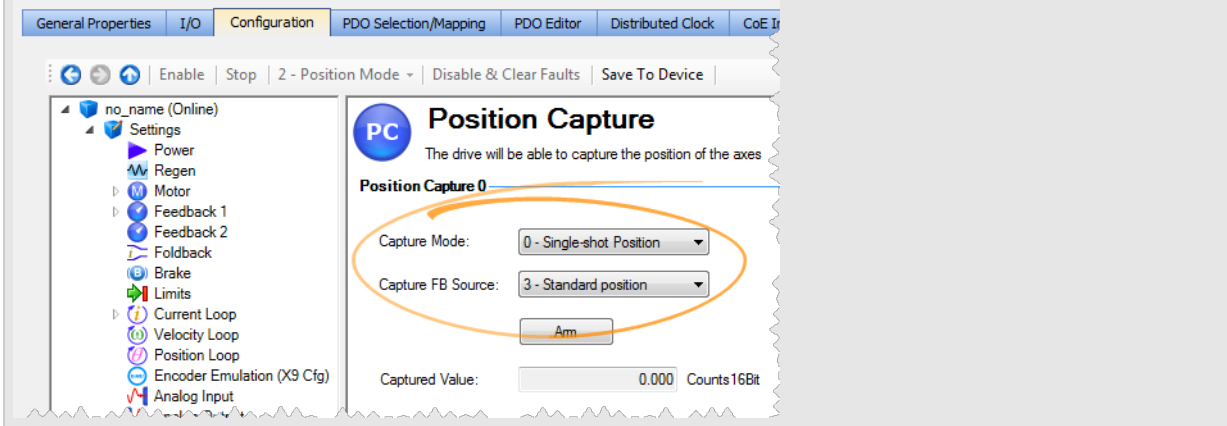 General Properties I/O Configuration PDO Selection/Mapping PDO Editor Distributed Clock CoE
Enable Stop 2 - Position Mode Disable & Clear Faults Save To Device
no_name (Online)
Settings
Power
Regen
Motor
Feedback 1
Feedback 2
Foldback
Brake
Limits
Current Loop
Velocity Loop
Position Loop
Encoder Emulation (X9 Cfg)
Analog Input
PC
Position Capture
The drive will be able to capture the position of the axes
Position Capture 0
Capture Mode: 0 - Single-shot Position
Capture FB Source: 3 - Standard position
Arm
Captured Value: 0.000 Counts16Bit